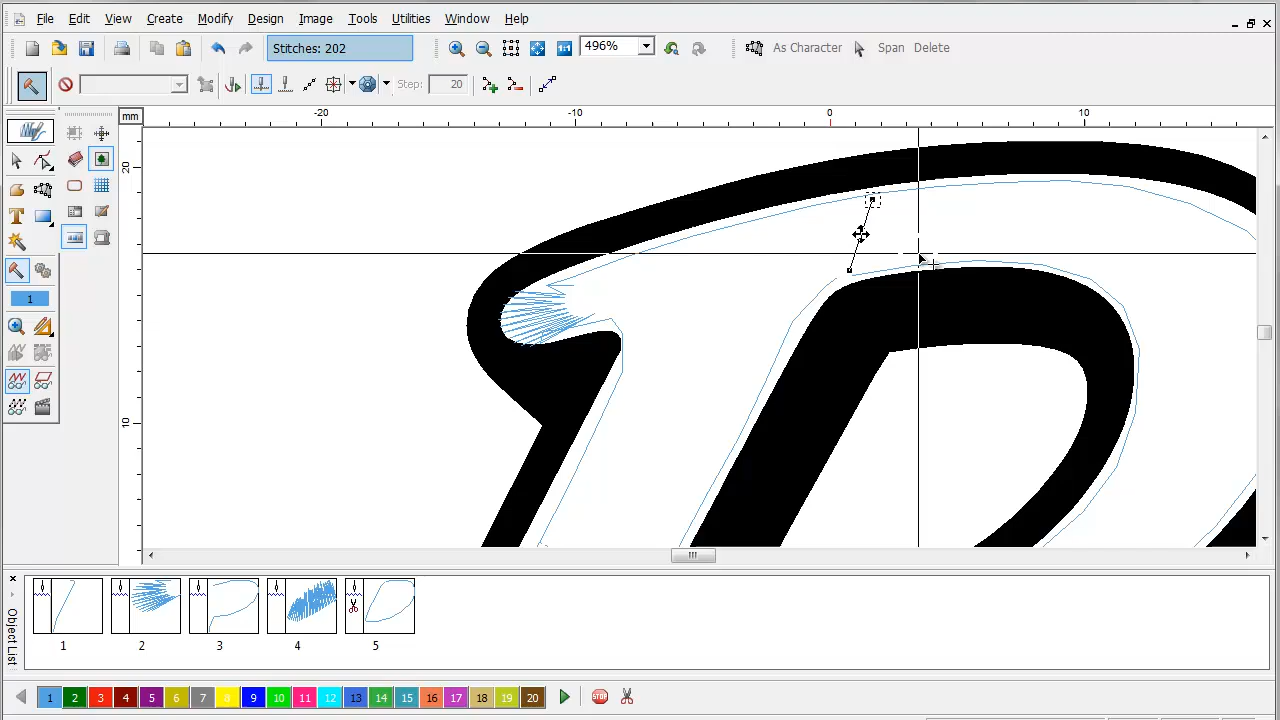 File Edit View Create Modify Design Image Tools Utilities Window Help
Stitches: 202 496% As Character Span Delete
Step: 20
mm -20 -10 0 10
20
10
1
Object List
1 2 3 4 5
1 2 3 4 5 6 7 8 9 10 11 12 13 14 15 16 17 18 19 20